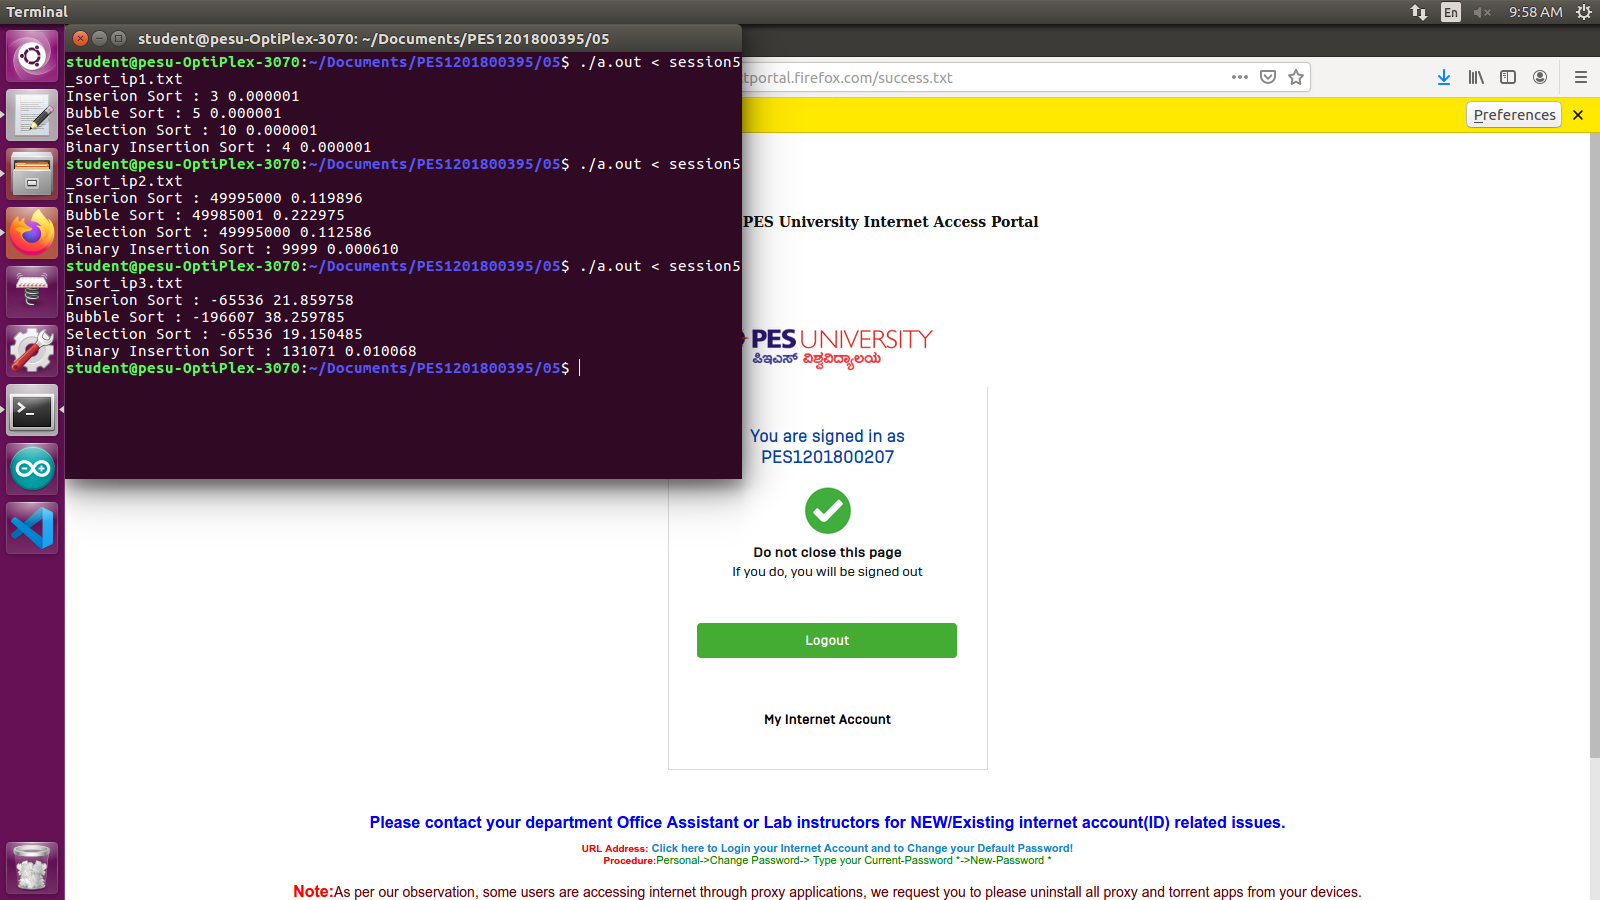 Terminal
En
9:58 AM
student@pesu-OptiPlex-3070: ~/Documents/PES1201800395/05
student@pesu-OptiPlex-3070:~/Documents/PES1201800395/05$ ./a.out < session5
_sort_ip1.txt
Inserion Sort : 3 0.000001
Bubble Sort : 5 0.000001
Selection Sort : 10 0.000001
Binary Insertion Sort : 4 0.000001
student@pesu-OptiPlex-3070:~/Documents/PES1201800395/05$ ./a.out < session5
_sort_ip2.txt
Inserion Sort : 49995000 0.119896
Bubble Sort : 49985001 0.222975
Selection Sort : 49995000 0.112586
Binary Insertion Sort : 9999 0.000610
student@pesu-OptiPlex-3070:~/Documents/PES1201800395/05$ ./a.out < session5
_sort_ip3.txt
Inserion Sort : -65536 21.859758
Bubble Sort : -196607 38.259785
Selection Sort : -65536 19.150485
Binary Insertion Sort : 131071 0.010068
student@pesu-OptiPlex-3070:~/Documents/PES1201800395/05$
tportal.firefox.com/success.txt
Preferences
PES University Internet Access Portal
PES UNIVERSITY
ಪಿಇಎಸ್ ವಿಶ್ವವಿದ್ಯಾಲಯ
You are signed in as
PES1201800207
Do not close this page
If you do, you will be signed out
Logout
My Internet Account
Please contact your department Office Assistant or Lab instructors for NEW/Existing internet account(ID) related issues.
URL Address: Click here to Login your Internet Account and to Change your Default Password!
Procedure:Personal->Change Password-> Type your Current-Password *->New-Password *
Note:As per our observation, some users are accessing internet through proxy applications, we request you to please uninstall all proxy and torrent apps from your devices.